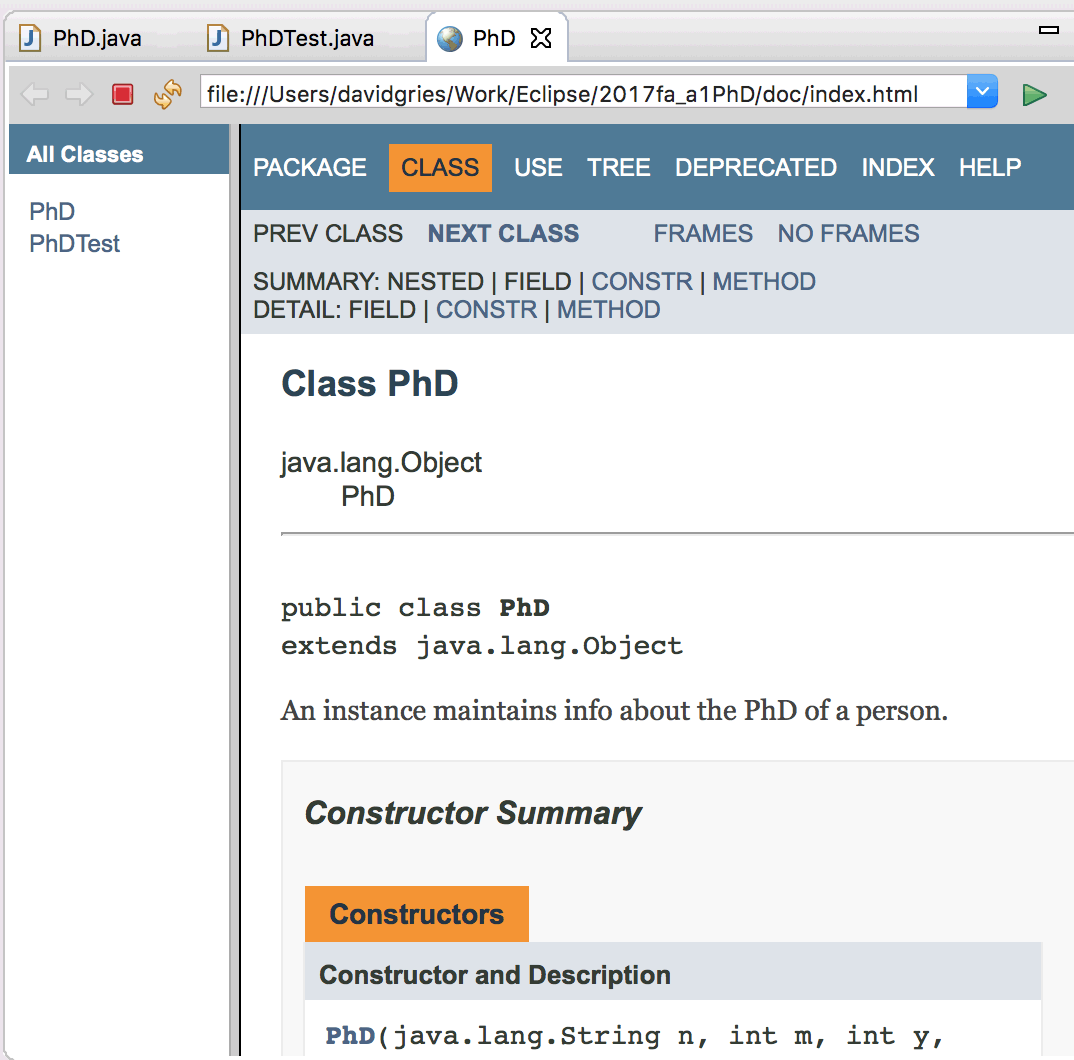 PhD.java PhDTest.java PhD
file:///Users/davidgries/Work/Eclipse/2017fa_a1PhD/doc/index.html
All Classes
PhD
PhDTest
PACKAGE CLASS USE TREE DEPRECATED INDEX HELP
PREV CLASS NEXT CLASS FRAMES NO FRAMES
SUMMARY: NESTED | FIELD | CONSTR | METHOD
DETAIL: FIELD | CONSTR | METHOD
Class PhD
java.lang.Object
PhD
public class PhD
extends java.lang.Object
An instance maintains info about the PhD of a person.
Constructor Summary
Constructors
Constructor and Description
PhD(java.lang.String n, int m, int y,